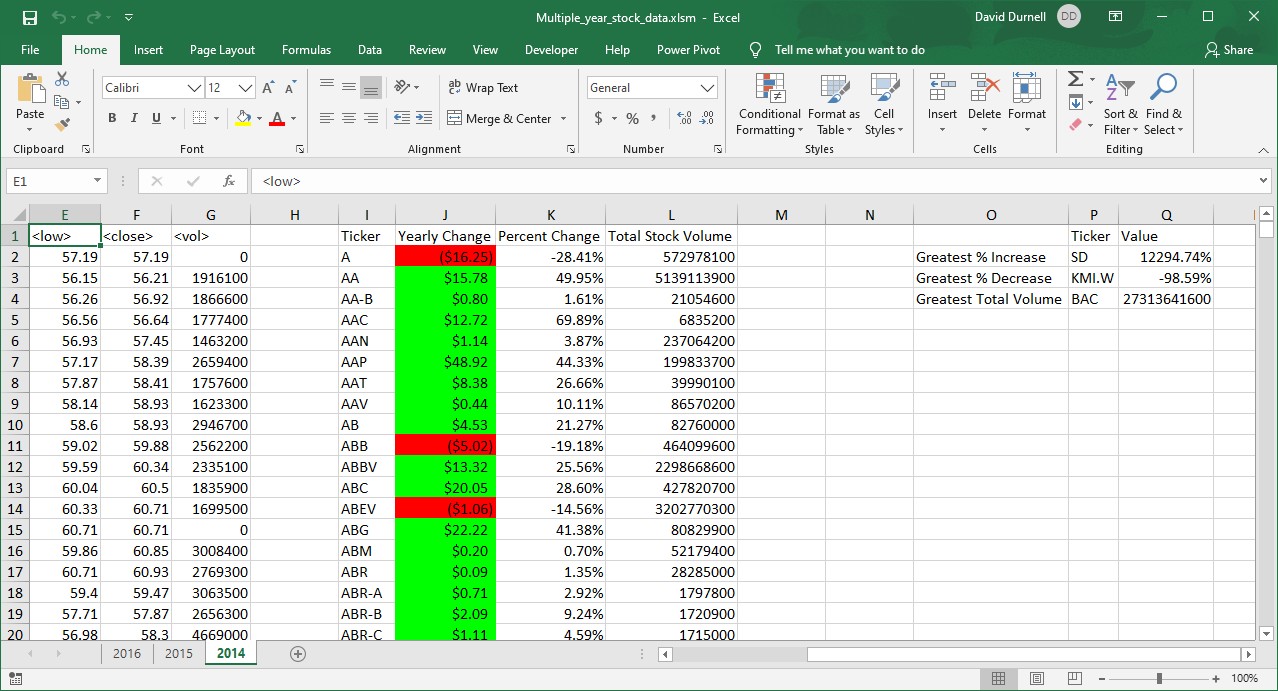 Multiple_year_stock_data.xlsm - Excel David Durnell DD
File Home Insert Page Layout Formulas Data Review View Developer Help Power Pivot Tell me what you want to do Share
Calibri 12 Wrap Text General
Paste B I U Merge & Center $ % Conditional Formatting Format as Table Cell Styles Insert Delete Format Sort & Filter Find & Select
Clipboard Font Alignment Number Styles Cells Editing
E1 fx <low>
E F G H I J K L M N O P Q
1 <low> <close> <vol> Ticker Yearly Change Percent Change Total Stock Volume Ticker Value
2 57.19 57.19 0 A ($16.25) -28.41% 572978100 Greatest % Increase SD 12294.74%
3 56.15 56.21 1916100 AA $15.78 49.95% 5139113900 Greatest % Decrease KMI.W -98.59%
4 56.26 56.92 1866600 AA-B $0.80 1.61% 21054600 Greatest Total Volume BAC 27313641600
5 56.56 56.64 1777400 AAC $12.72 69.89% 6835200
6 56.93 57.45 1463200 AAN $1.14 3.87% 237064200
7 57.17 58.39 2659400 AAP $48.92 44.33% 199833700
8 57.87 58.41 1757600 AAT $8.38 26.66% 39990100
9 58.14 58.93 1623300 AAV $0.44 10.11% 86570200
10 58.6 58.93 2946700 AB $4.53 21.27% 82760000
11 59.02 59.88 2562200 ABB ($5.02) -19.18% 464099600
12 59.59 60.34 2335100 ABBV $13.32 25.56% 2298668600
13 60.04 60.5 1835900 ABC $20.05 28.60% 427820700
14 60.33 60.71 1699500 ABEV ($1.06) -14.56% 3202770300
15 60.71 60.71 0 ABG $22.22 41.38% 80829900
16 59.86 60.85 3008400 ABM $0.20 0.70% 52179400
17 60.71 60.93 2769300 ABR $0.09 1.35% 28285000
18 59.4 59.47 3063500 ABR-A $0.71 2.92% 1797800
19 57.71 57.87 2656300 ABR-B $2.09 9.24% 1720900
20 56.98 58.3 4669000 ABR-C $1.11 4.59% 1715000
2016 2015 2014
100%